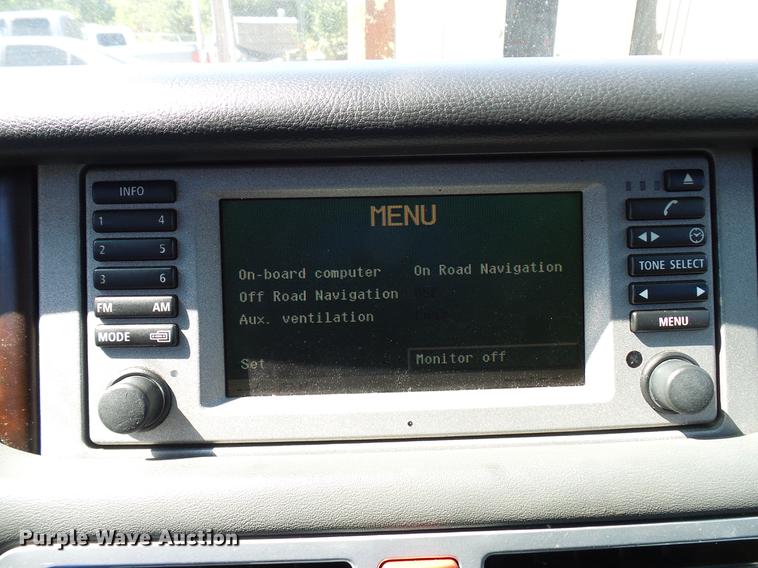 INFO
1 4
2 5
3 6
FM AM
MODE
MENU
On-board computer On Road Navigation
Off Road Navigation
Aux. ventilation
Set Monitor off
TONE SELECT
MENU
Purple Wave Auction